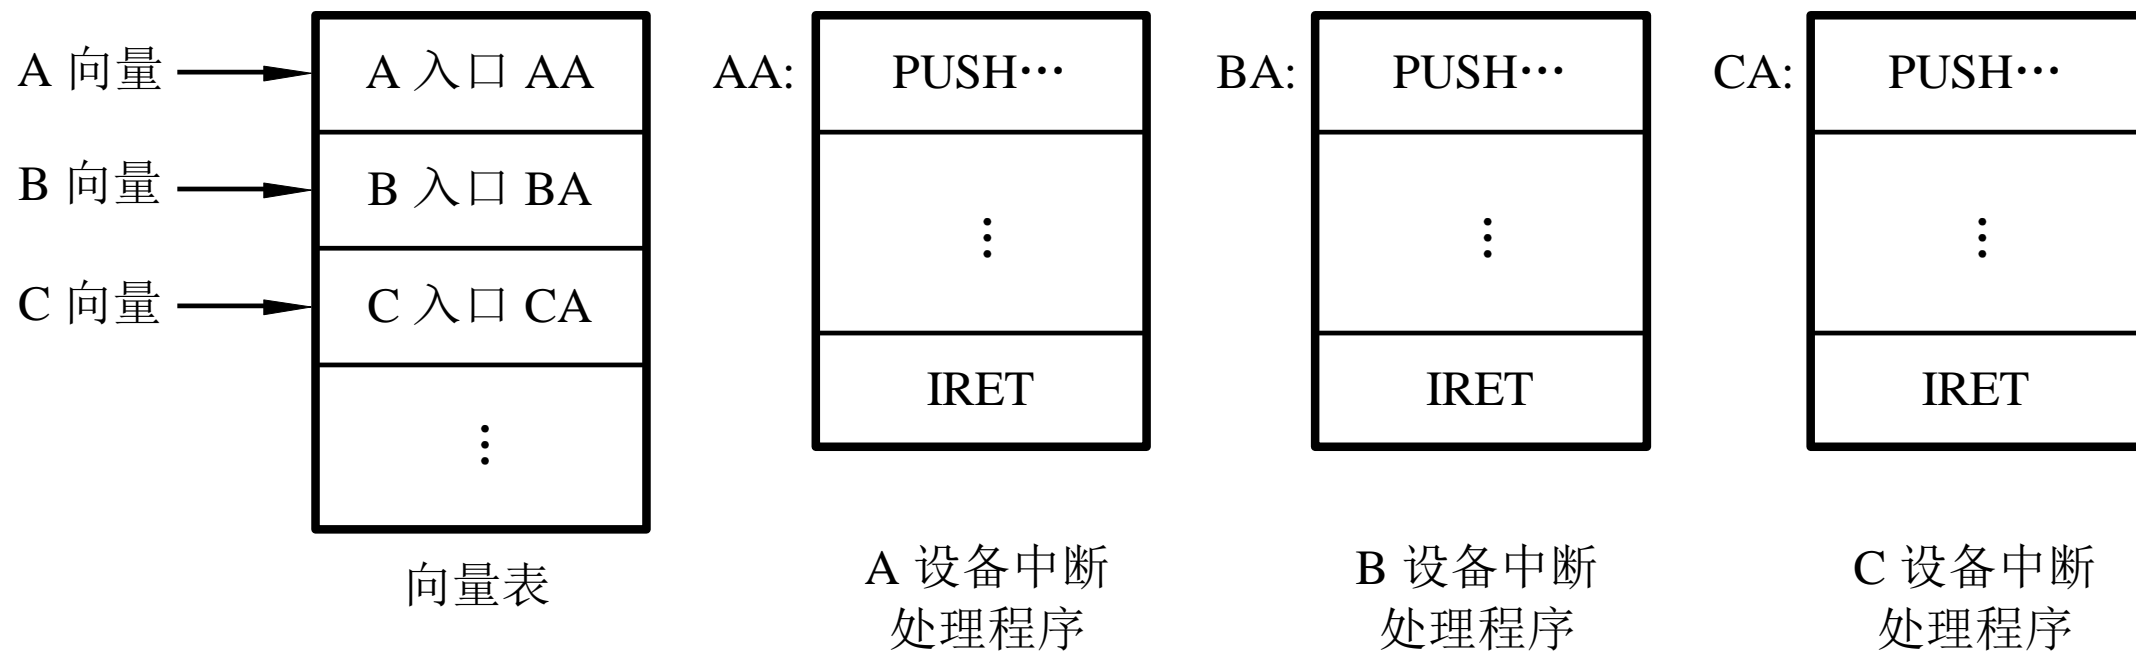 A 向量
A 入口 AA
B 向量
B 入口 BA
C 向量
C 入口 CA
⋮
向量表
AA:
PUSH…
⋮
IRET
A 设备中断
处理程序
BA:
PUSH…
⋮
IRET
B 设备中断
处理程序
CA:
PUSH…
⋮
IRET
C 设备中断
处理程序